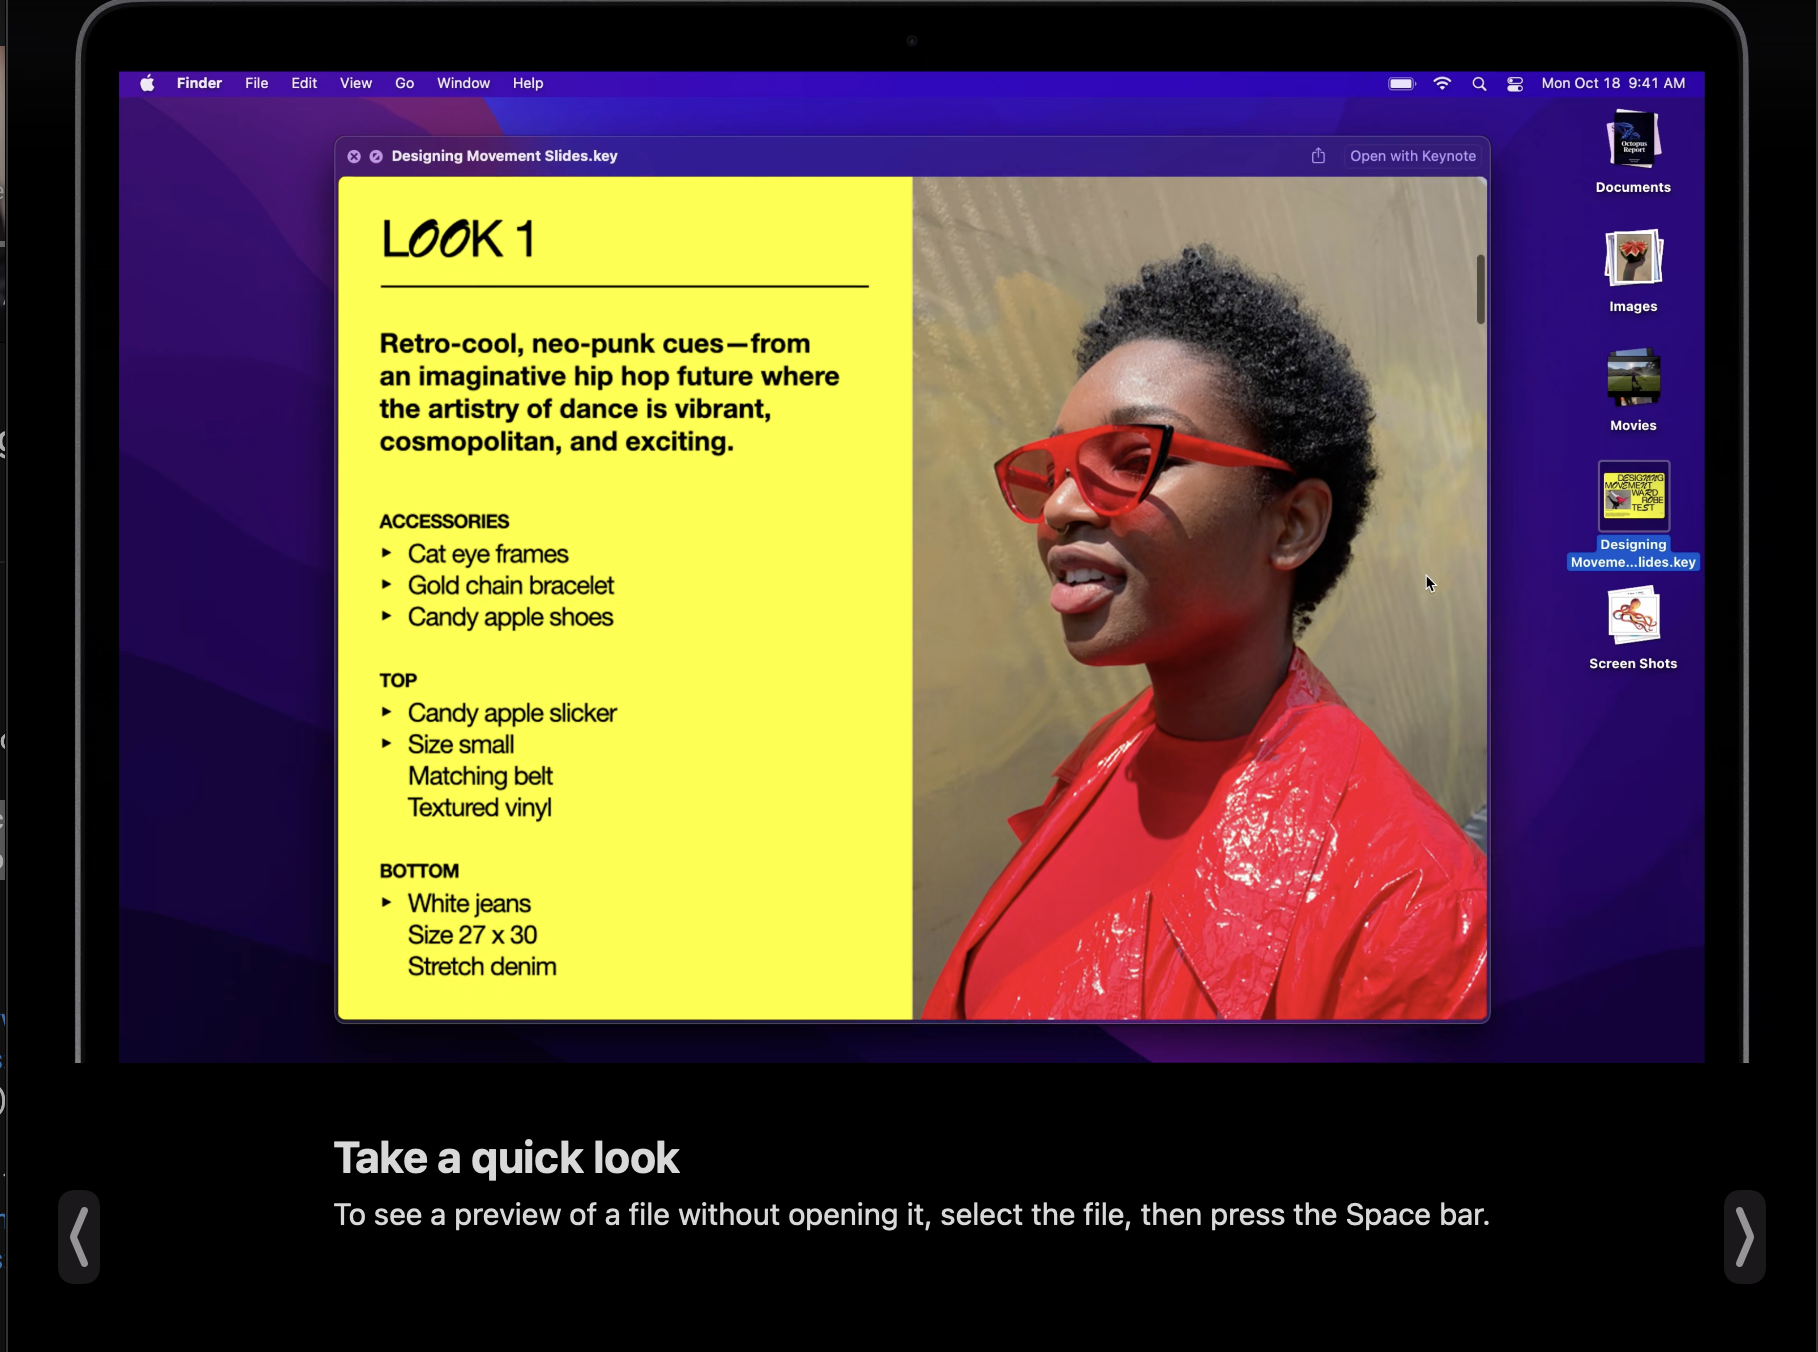 Finder File Edit View Go Window Help
Mon Oct 18 9:41 AM
Designing Movement Slides.key
Open with Keynote
LOOK 1
Retro-cool, neo-punk cues—from
an imaginative hip hop future where
the artistry of dance is vibrant,
cosmopolitan, and exciting.
ACCESSORIES
‣ Cat eye frames
‣ Gold chain bracelet
‣ Candy apple shoes
TOP
‣ Candy apple slicker
‣ Size small
Matching belt
Textured vinyl
BOTTOM
‣ White jeans
Size 27 x 30
Stretch denim
Octopus
Report
Documents
Images
Movies
DESIGNING
MOVEMENT
WARD
ROBE
TEST
Designing
Moveme...lides.key
Screen Shots
Take a quick look
To see a preview of a file without opening it, select the file, then press the Space bar.